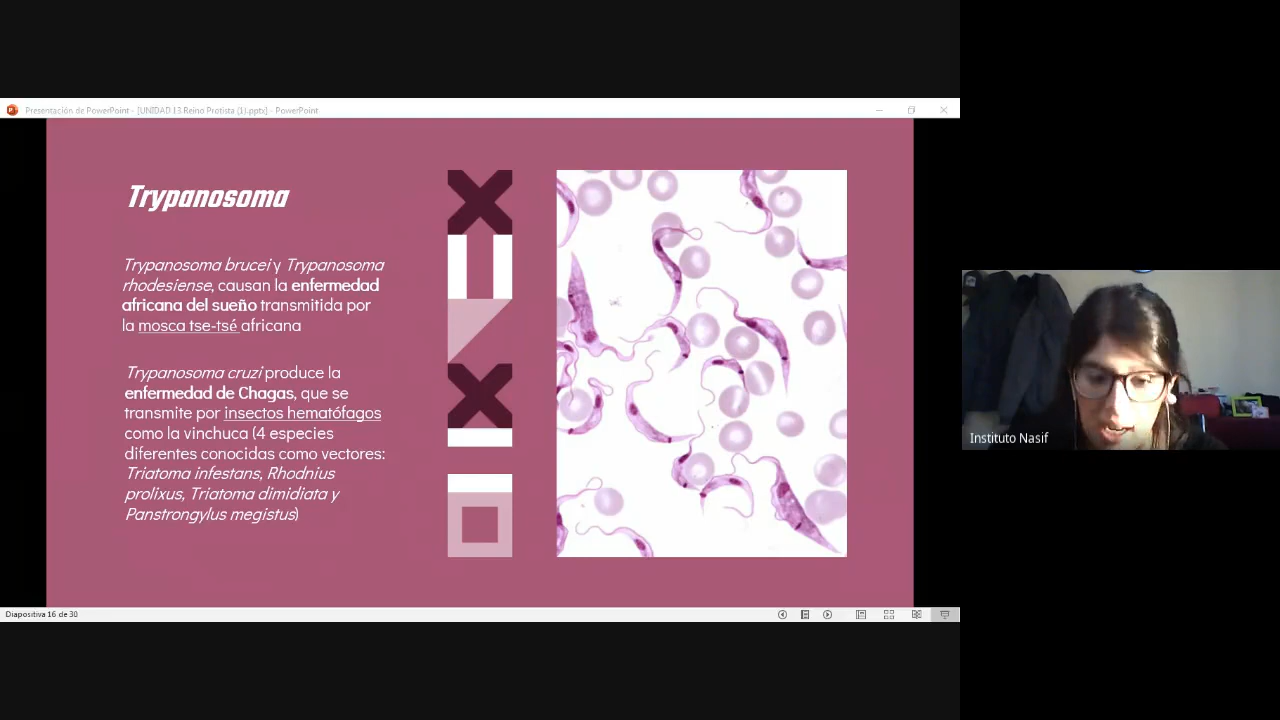 Presentación de PowerPoint - [UNIDAD 13.Reino Protista (1).pptx] - PowerPoint
Trypanosoma
Trypanosoma brucei y Trypanosoma
rhodesiense, causan la enfermedad
africana del sueño transmitida por
la mosca tse-tsé africana
Trypanosoma cruzi produce la
enfermedad de Chagas, que se
transmite por insectos hematófagos
como la vinchuca (4 especies
diferentes conocidas como vectores:
Triatoma infestans, Rhodnius
prolixus, Triatoma dimidiata y
Panstrongylus megistus)
Instituto Nasif
Diapositiva 16 de 30